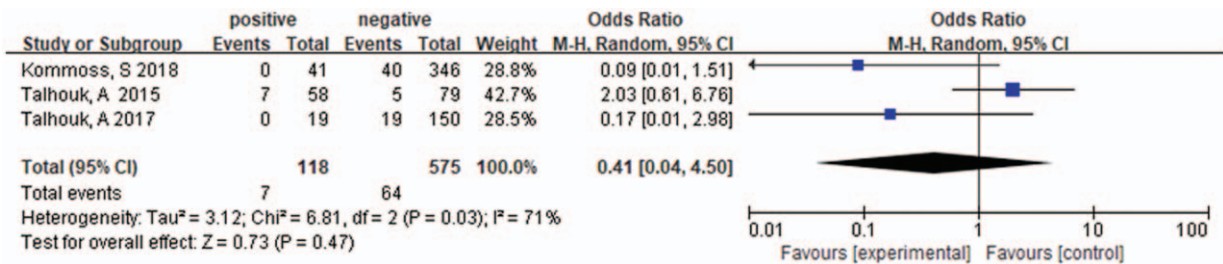 positive negative Odds Ratio Odds Ratio
Study or Subgroup Events Total Events Total Weight M-H, Random, 95% CI M-H, Random, 95% CI
Kommoss, S 2018 0 41 40 346 28.8% 0.09 [0.01, 1.51]
Talhouk, A 2015 7 58 5 79 42.7% 2.03 [0.61, 6.76]
Talhouk, A 2017 0 19 19 150 28.5% 0.17 [0.01, 2.98]
Total (95% CI) 118 575 100.0% 0.41 [0.04, 4.50]
Total events 7 64
Heterogeneity: Tau² = 3.12; Chi² = 6.81, df = 2 (P = 0.03); I² = 71%
Test for overall effect: Z = 0.73 (P = 0.47)
0.01 0.1 1 10 100
Favours [experimental] Favours [control]